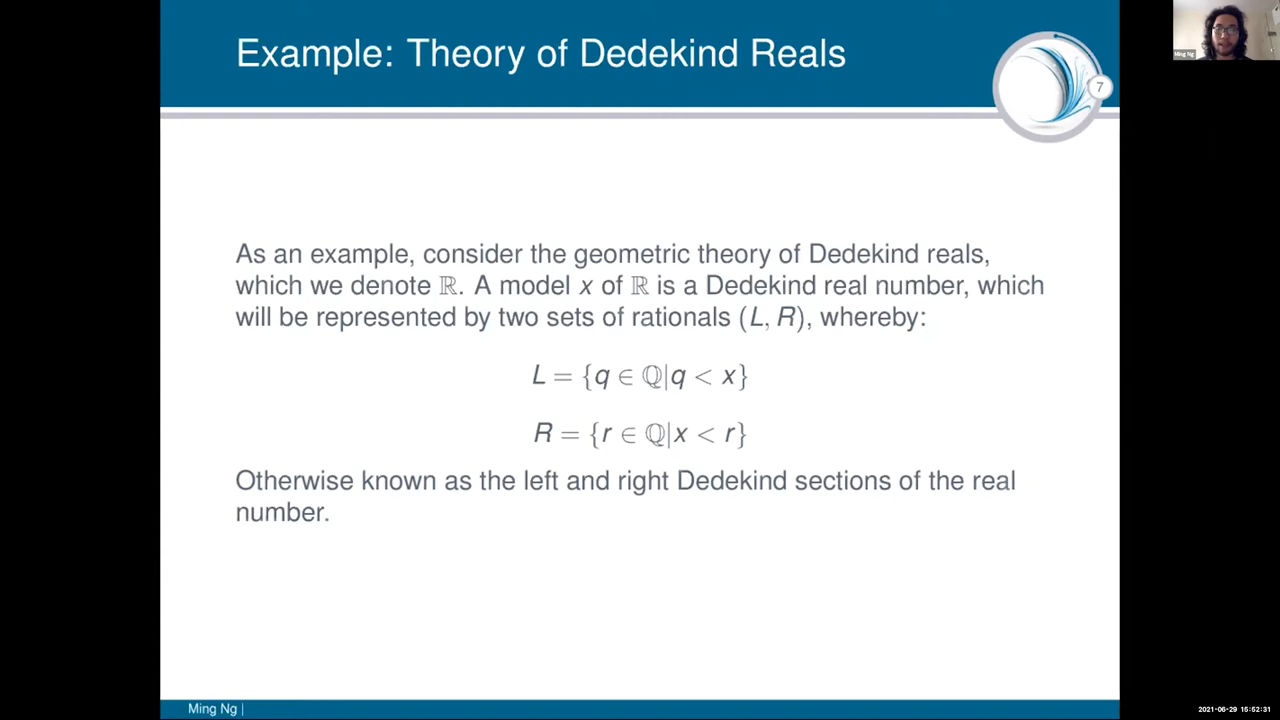 Example: Theory of Dedekind Reals
7
Ming Ng
As an example, consider the geometric theory of Dedekind reals,
which we denote ℝ. A model x of ℝ is a Dedekind real number, which
will be represented by two sets of rationals (L, R), whereby:
L = {q ∈ ℚ|q < x}
R = {r ∈ ℚ|x < r}
Otherwise known as the left and right Dedekind sections of the real
number.
Ming Ng |
2021-06-29 15:52:31